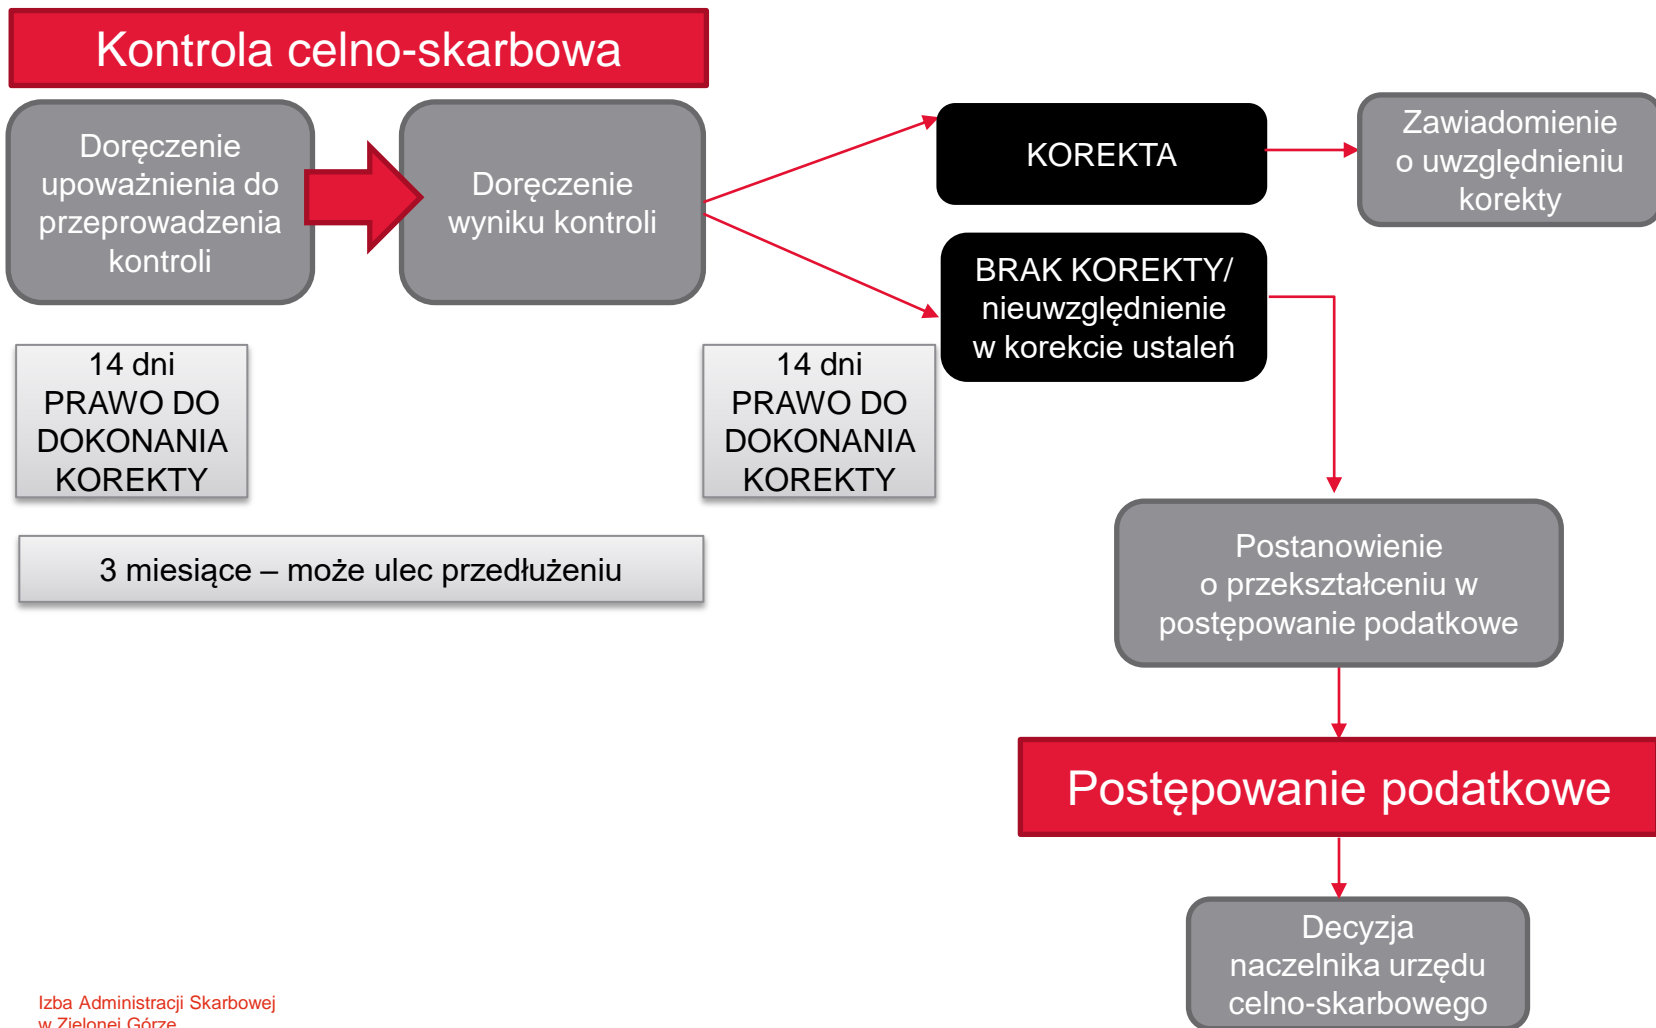 Kontrola celno-skarbowa
Doręczenie
upoważnienia do
przeprowadzenia
kontroli
Doręczenie
wyniku kontroli
KOREKTA
Zawiadomienie
o uwzględnieniu
korekty
BRAK KOREKTY/
nieuwzględnienie
w korekcie ustaleń
14 dni
PRAWO DO
DOKONANIA
KOREKTY
14 dni
PRAWO DO
DOKONANIA
KOREKTY
3 miesiące – może ulec przedłużeniu
Postanowienie
o przekształceniu w
postępowanie podatkowe
Postępowanie podatkowe
Decyzja
naczelnika urzędu
celno-skarbowego
Izba Administracji Skarbowej
w Zielonej Górze